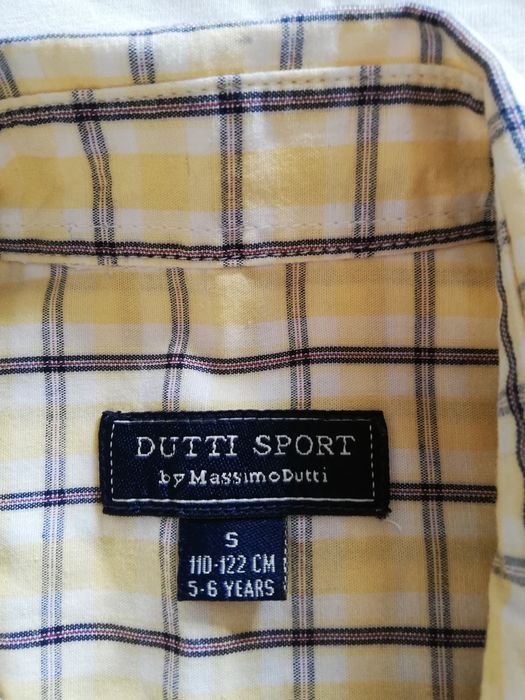 DUTTI SPORT
by MassimoDutti
S
110-122 CM
5-6 YEARS